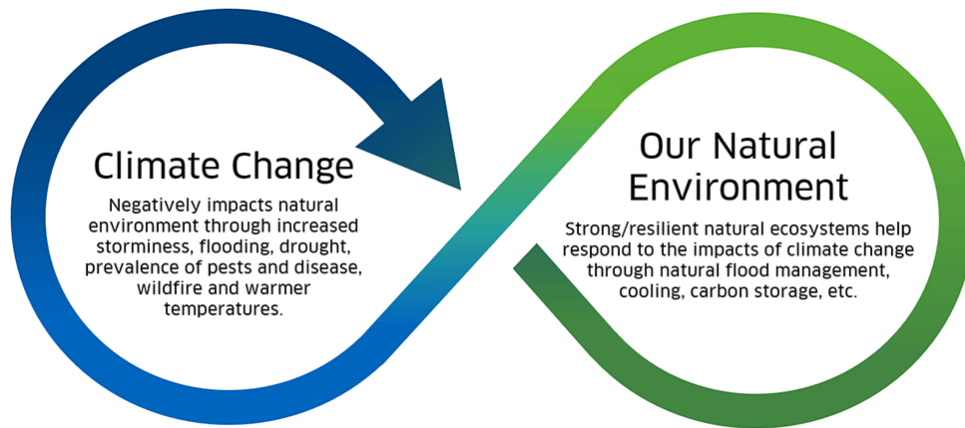 Climate Change
Negatively impacts natural
environment through increased
storminess, flooding, drought,
prevalence of pests and disease,
wildfire and warmer
temperatures.
Our Natural
Environment
Strong/resilient natural ecosystems help
respond to the impacts of climate change
through natural flood management,
cooling, carbon storage, etc.